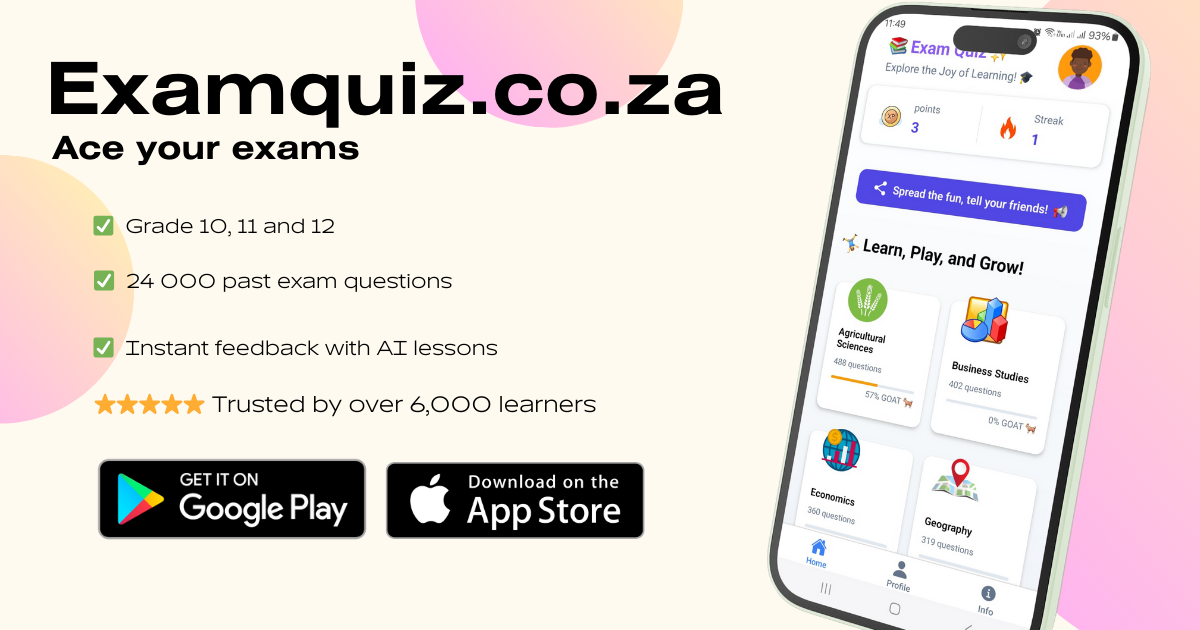 Examquiz.co.za
Ace your exams
Grade 10, 11 and 12
24 000 past exam questions
Instant feedback with AI lessons
Trusted by over 6,000 learners
GET IT ON
Google Play
Download on the
App Store
11:49
93%
Exam Quiz
Explore the Joy of Learning!
XP
points
3
Streak
1
Spread the fun, tell your friends!
Learn, Play, and Grow!
Agricultural
Sciences
488 questions
57% GOAT
Business Studies
402 questions
0% GOAT
Economics
360 questions
Geography
319 questions
Home
Profile
Info